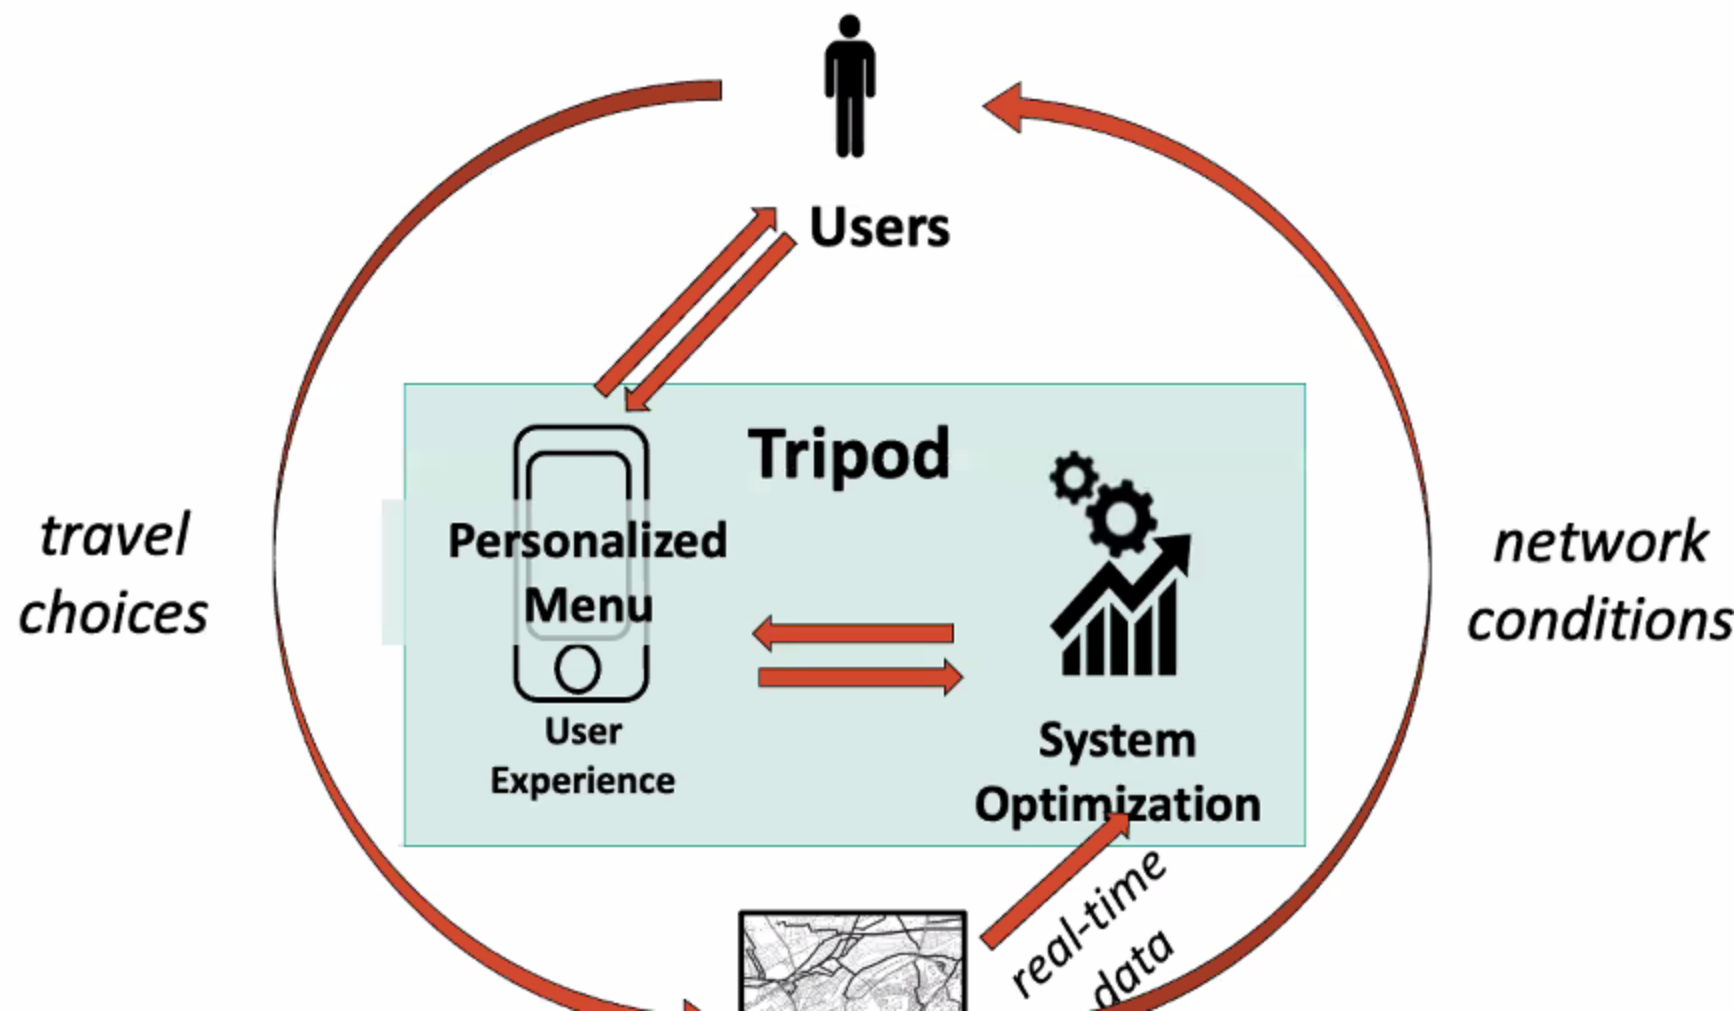 Users
Tripod
travel
choices
Personalized
Menu
User
Experience
System
Optimization
network
conditions
real-time
data